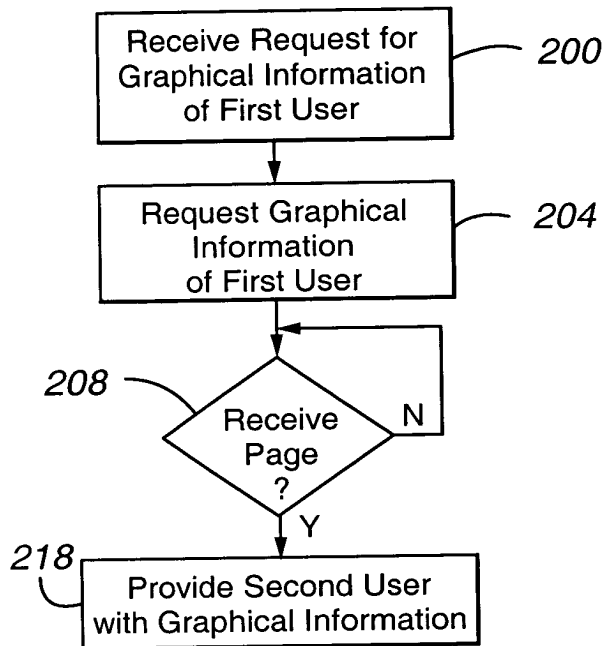 Receive Request for
Graphical Information
of First User
200
Request Graphical
Information
of First User
204
208
Receive
Page
?
N
Y
218
Provide Second User
with Graphical Information